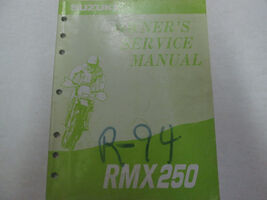 SUZUKI
OWNER'S
SERVICE
MANUAL
R-94
RMX250